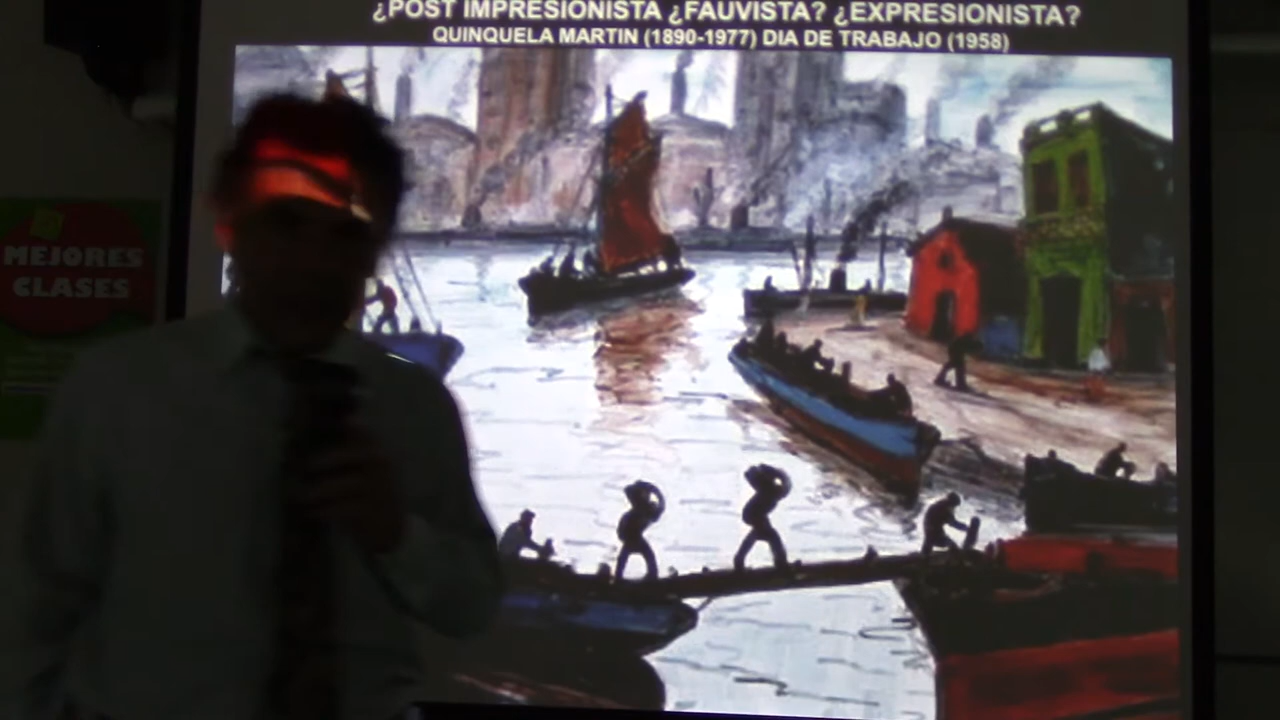 ¿POST IMPRESIONISTA ¿FAUVISTA? ¿EXPRESIONISTA?
QUINQUELA MARTIN (1890-1977) DIA DE TRABAJO (1958)
MEJORES
CLASES